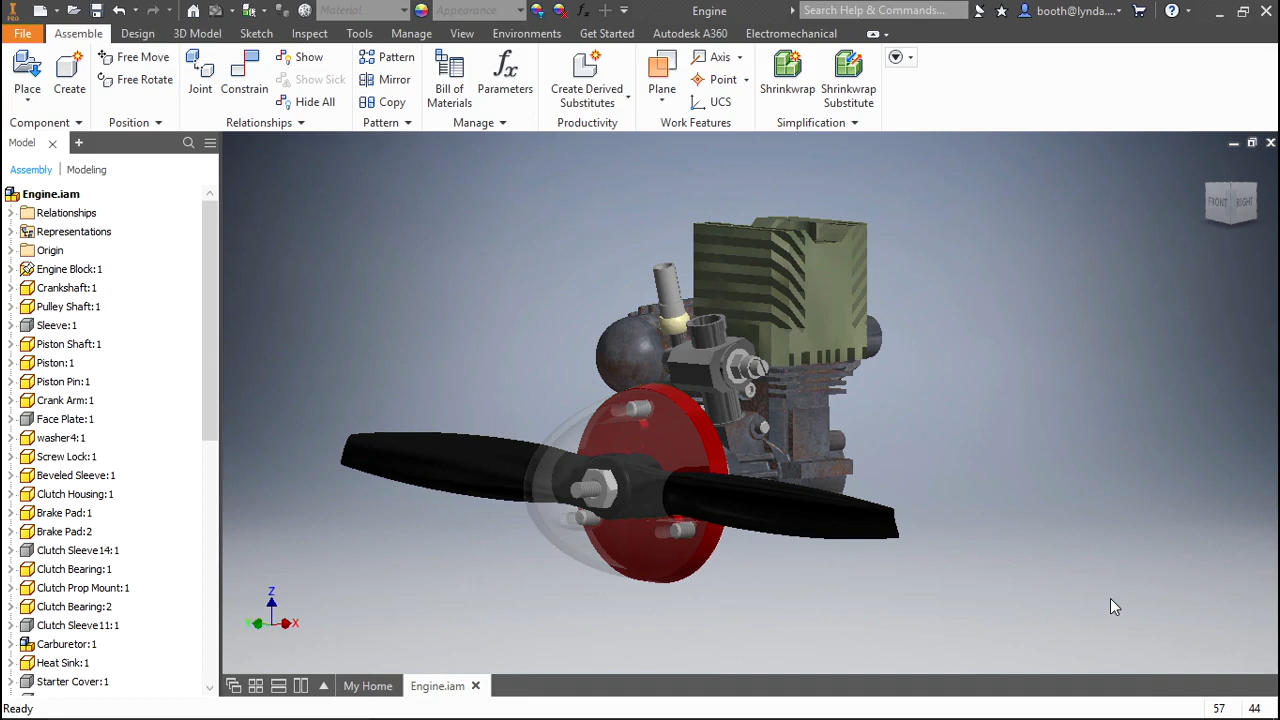 PRO
Material
Appearance
fx
Engine
Search Help & Commands...
booth@lynda....
File
Assemble
Design
3D Model
Sketch
Inspect
Tools
Manage
View
Environments
Get Started
Autodesk A360
Electromechanical
Place
Create
Free Move
Free Rotate
Component
Position
Joint
Constrain
Show
Show Sick
Hide All
Relationships
Pattern
Mirror
Copy
Pattern
Bill of
Materials
fx
Parameters
Manage
Create Derived
Substitutes
Productivity
Plane
Axis
Point
UCS
Work Features
Shrinkwrap
Shrinkwrap
Substitute
Simplification
Model
Assembly
Modeling
Engine.iam
Relationships
Representations
Origin
Engine Block:1
Crankshaft:1
Pulley Shaft:1
Sleeve:1
Piston Shaft:1
Piston:1
Piston Pin:1
Crank Arm:1
Face Plate:1
washer4:1
Screw Lock:1
Beveled Sleeve:1
Clutch Housing:1
Brake Pad:1
Brake Pad:2
Clutch Sleeve14:1
Clutch Bearing:1
Clutch Prop Mount:1
Clutch Bearing:2
Clutch Sleeve11:1
Carburetor:1
Heat Sink:1
Starter Cover:1
FRONT
RIGHT
Z
Y
X
My Home
Engine.iam
Ready
57
44